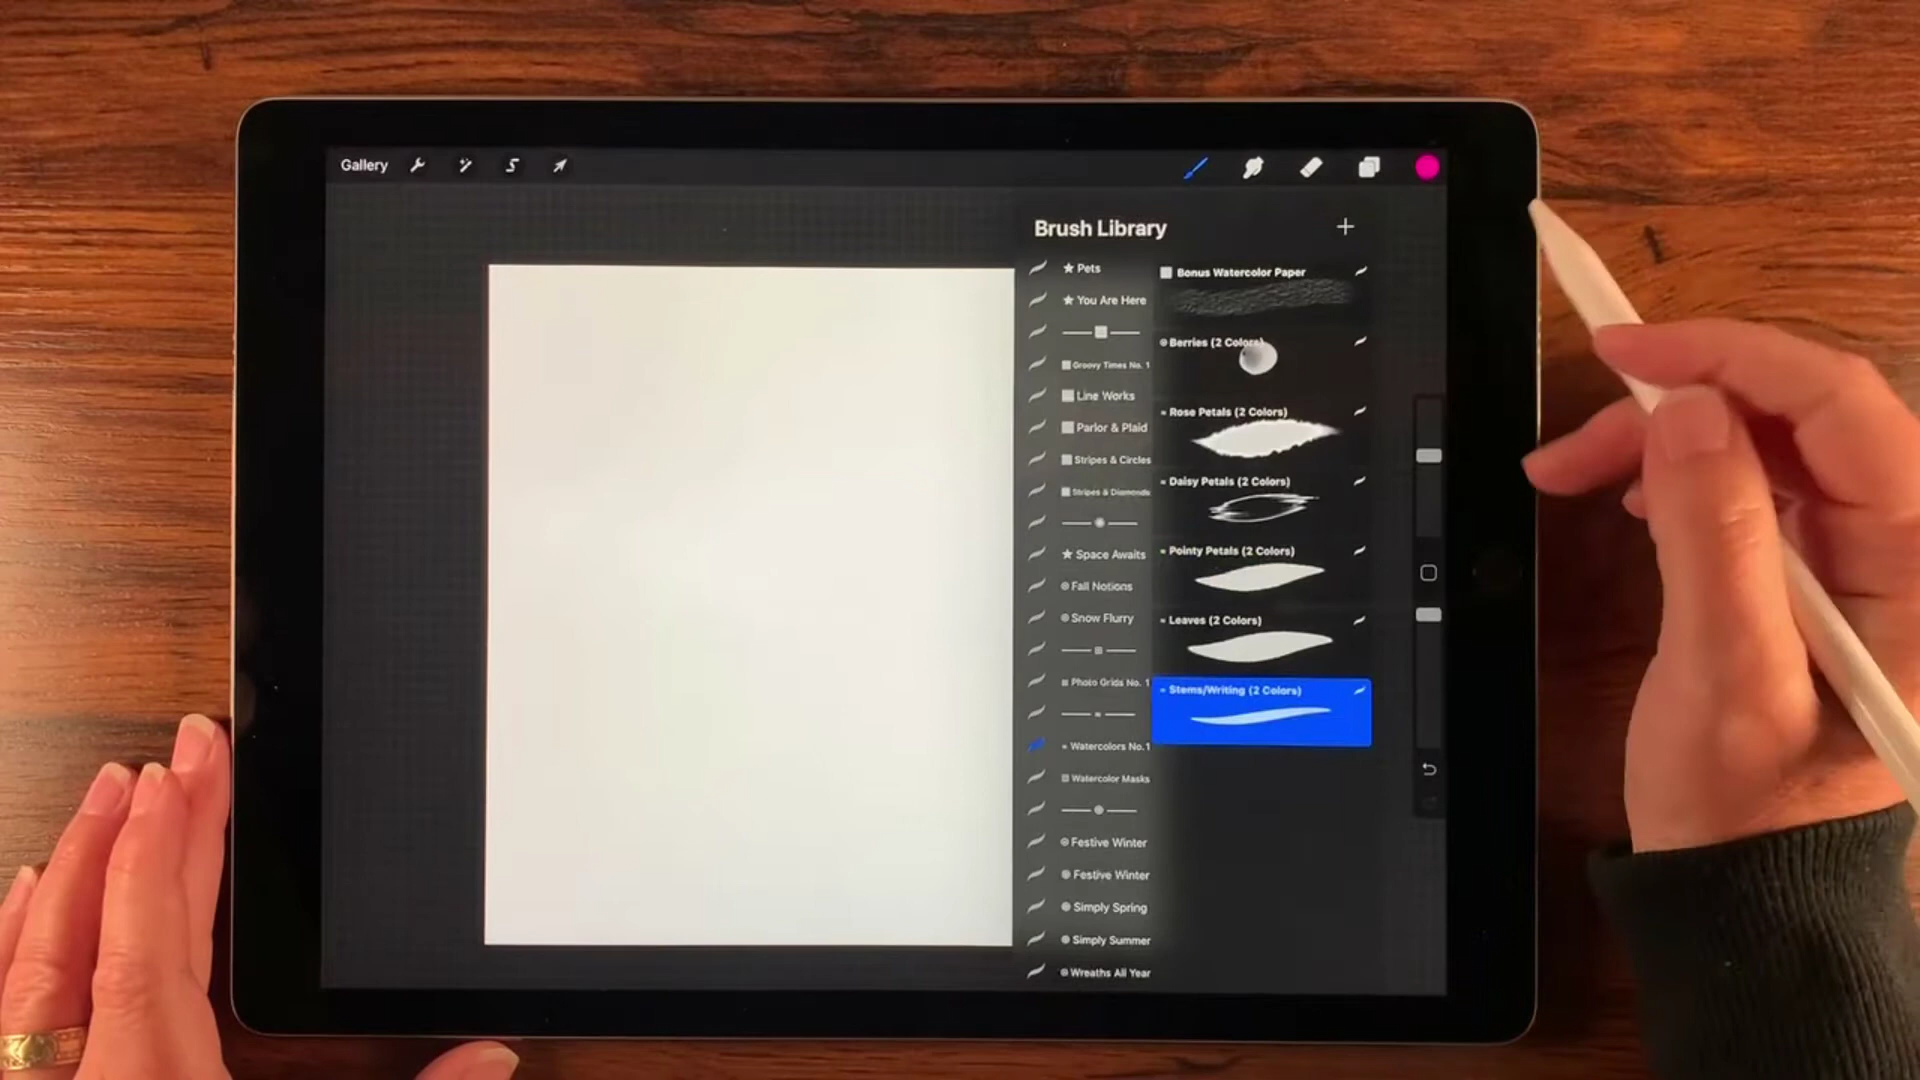 Gallery
Brush Library
Pets
You Are Here
Groovy Times No. 1
Line Works
Parlor & Plaid
Stripes & Circles
Stripes & Diamonds
Space Awaits
Fall Notions
Snow Flurry
Photo Grids No. 1
Watercolors No.1
Watercolor Masks
Festive Winter
Festive Winter
Simply Spring
Simply Summer
Wreaths All Year
Bonus Watercolor Paper
Berries (2 Colors)
Rose Petals (2 Colors)
Daisy Petals (2 Colors)
Pointy Petals (2 Colors)
Leaves (2 Colors)
Stems/Writing (2 Colors)